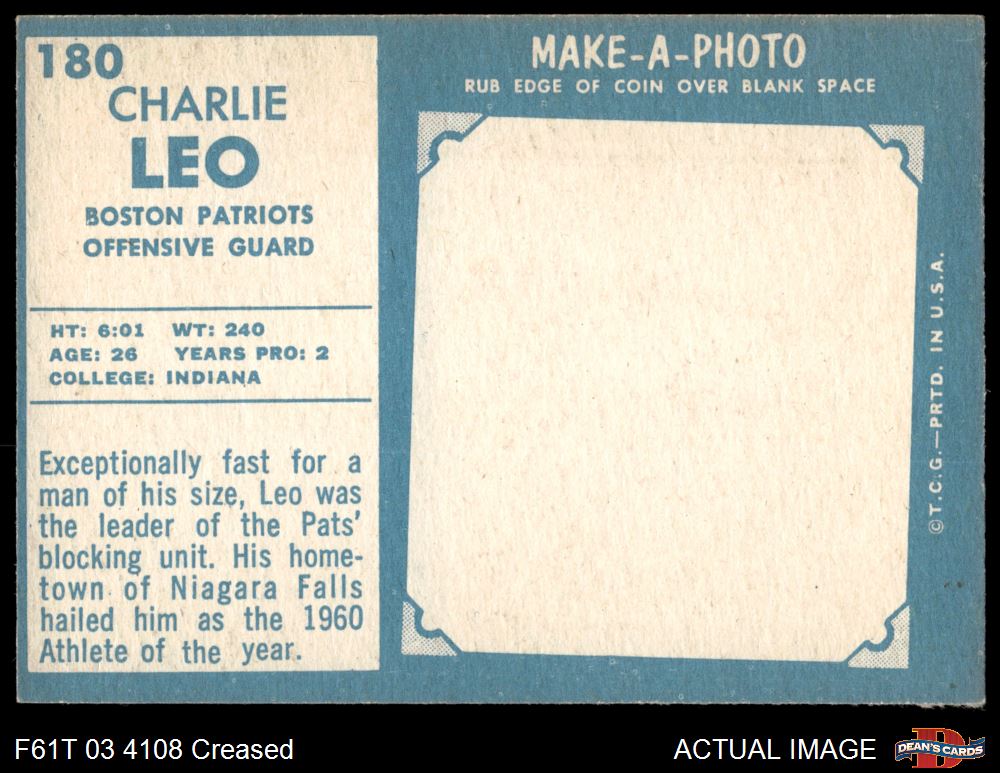 180
CHARLIE
LEO
BOSTON PATRIOTS
OFFENSIVE GUARD
HT: 6:01 WT: 240
AGE: 26 YEARS PRO: 2
COLLEGE: INDIANA
Exceptionally fast for a
man of his size, Leo was
the leader of the Pats'
blocking unit. His home-
town of Niagara Falls
hailed him as the 1960
Athlete of the year.
MAKE-A-PHOTO
RUB EDGE OF COIN OVER BLANK SPACE
©T.C.G.—PRTD. IN U.S.A.
F61T 03 4108 Creased
ACTUAL IMAGE
DEAN'S CARDS